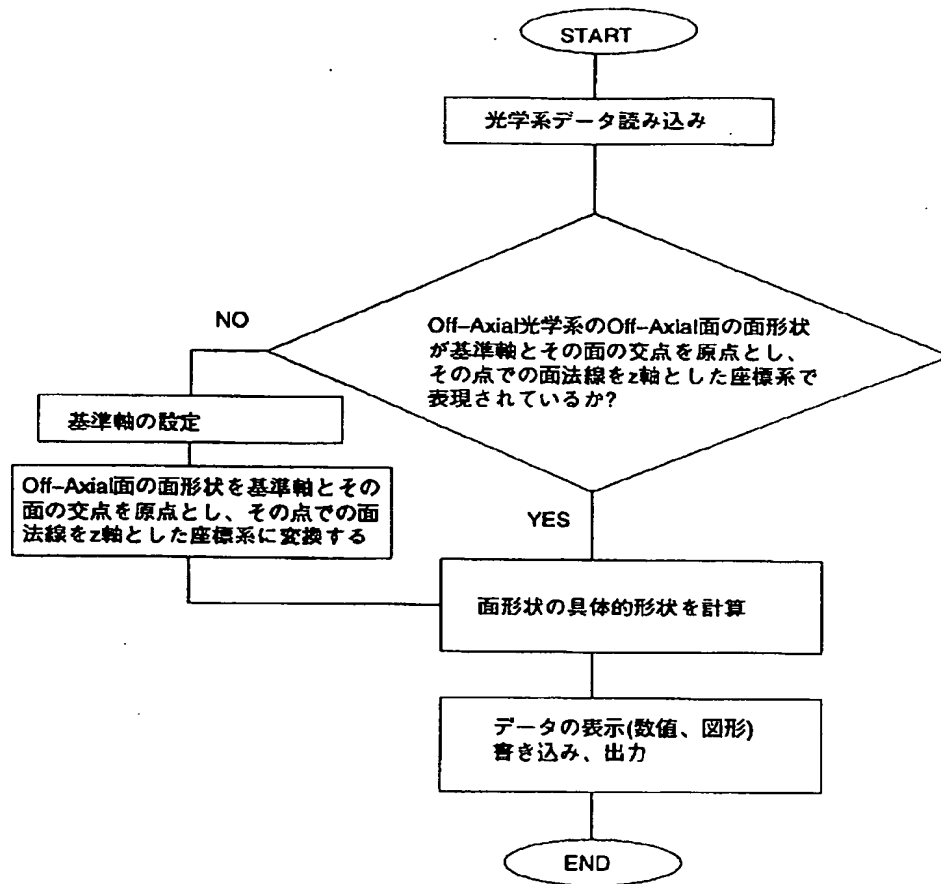 START
光学系データ読み込み
Off-Axial光学系のOff-Axial面の面形状
が基準軸とその面の交点を原点とし、
その点での面法線をz軸とした座標系で
表現されているか?
NO
基準軸の設定
Off-Axial面の面形状を基準軸とその
面の交点を原点とし、その点での面
法線をz軸とした座標系に変換する
YES
面形状の具体的形状を計算
データの表示(数値、図形)
書き込み、出力
END